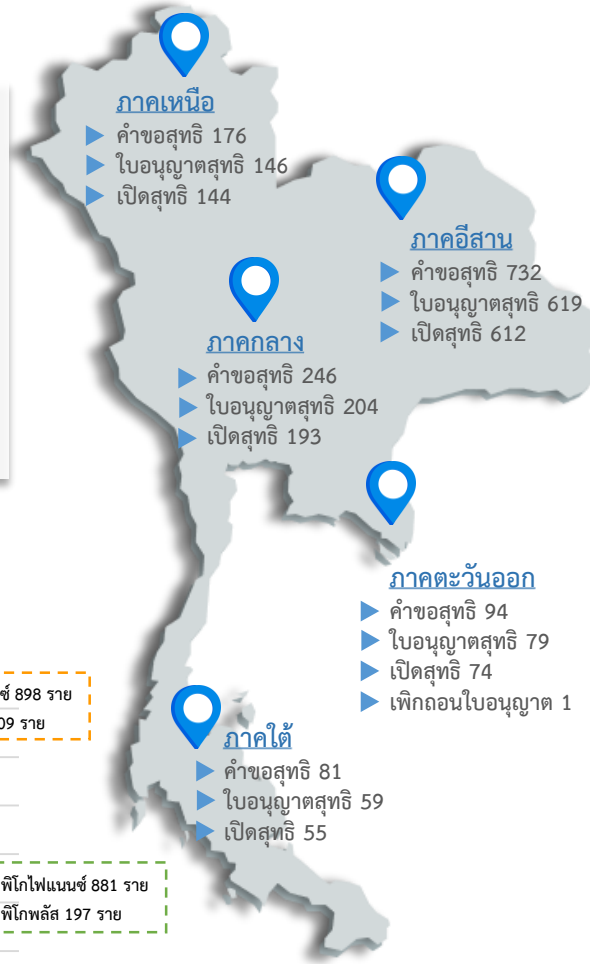 ภาคเหนือ
คำขอสุทธิ 176
ใบอนุญาตสุทธิ 146
เปิดสุทธิ 144
ภาคอีสาน
คำขอสุทธิ 732
ใบอนุญาตสุทธิ 619
เปิดสุทธิ 612
ภาคกลาง
คำขอสุทธิ 246
ใบอนุญาตสุทธิ 204
เปิดสุทธิ 193
ภาคตะวันออก
คำขอสุทธิ 94
ใบอนุญาตสุทธิ 79
เปิดสุทธิ 74
เพิกถอนใบอนุญาต 1
ซ์ 898 ราย
09 ราย
ภาคใต้
คำขอสุทธิ 81
ใบอนุญาตสุทธิ 59
เปิดสุทธิ 55
พิโกไฟแนนซ์ 881 ราย
พิโกพลัส 197 ราย